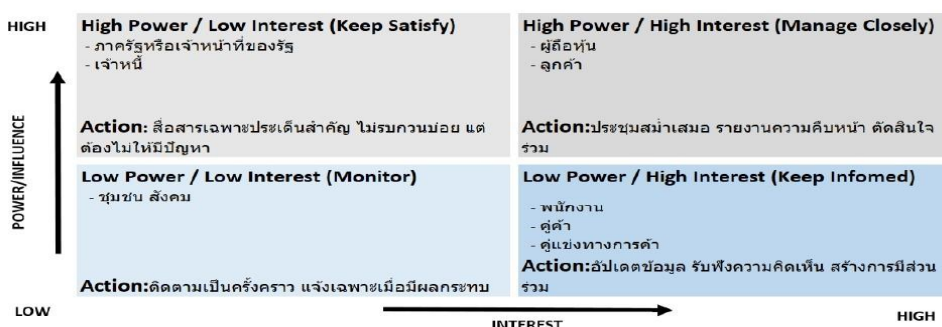 HIGH
High Power / Low Interest (Keep Satisfy)
- ภาครัฐหรือเจ้าหน้าที่ของรัฐ
- เจ้าหนี้
Action: สื่อสารเฉพาะประเด็นสำคัญ ไม่รบกวนบ่อย แต่
ต้องไม่ให้มีปัญหา
High Power / High Interest (Manage Closely)
- ผู้ถือหุ้น
- ลูกค้า
Action:ประชุมสม่ำเสมอ รายงานความคืบหน้า ตัดสินใจ
ร่วม
POWER/INFLUENCE
Low Power / Low Interest (Monitor)
- ชุมชน สังคม
Action:ติดตามเป็นครั้งคราว แจ้งเฉพาะเมื่อมีผลกระทบ
Low Power / High Interest (Keep Infomed)
- พนักงาน
- คู่ค้า
- คู่แข่งทางการค้า
Action:อัปเดตข้อมูล รับฟังความคิดเห็น สร้างการมีส่วน
ร่วม
LOW
INTEREST
HIGH